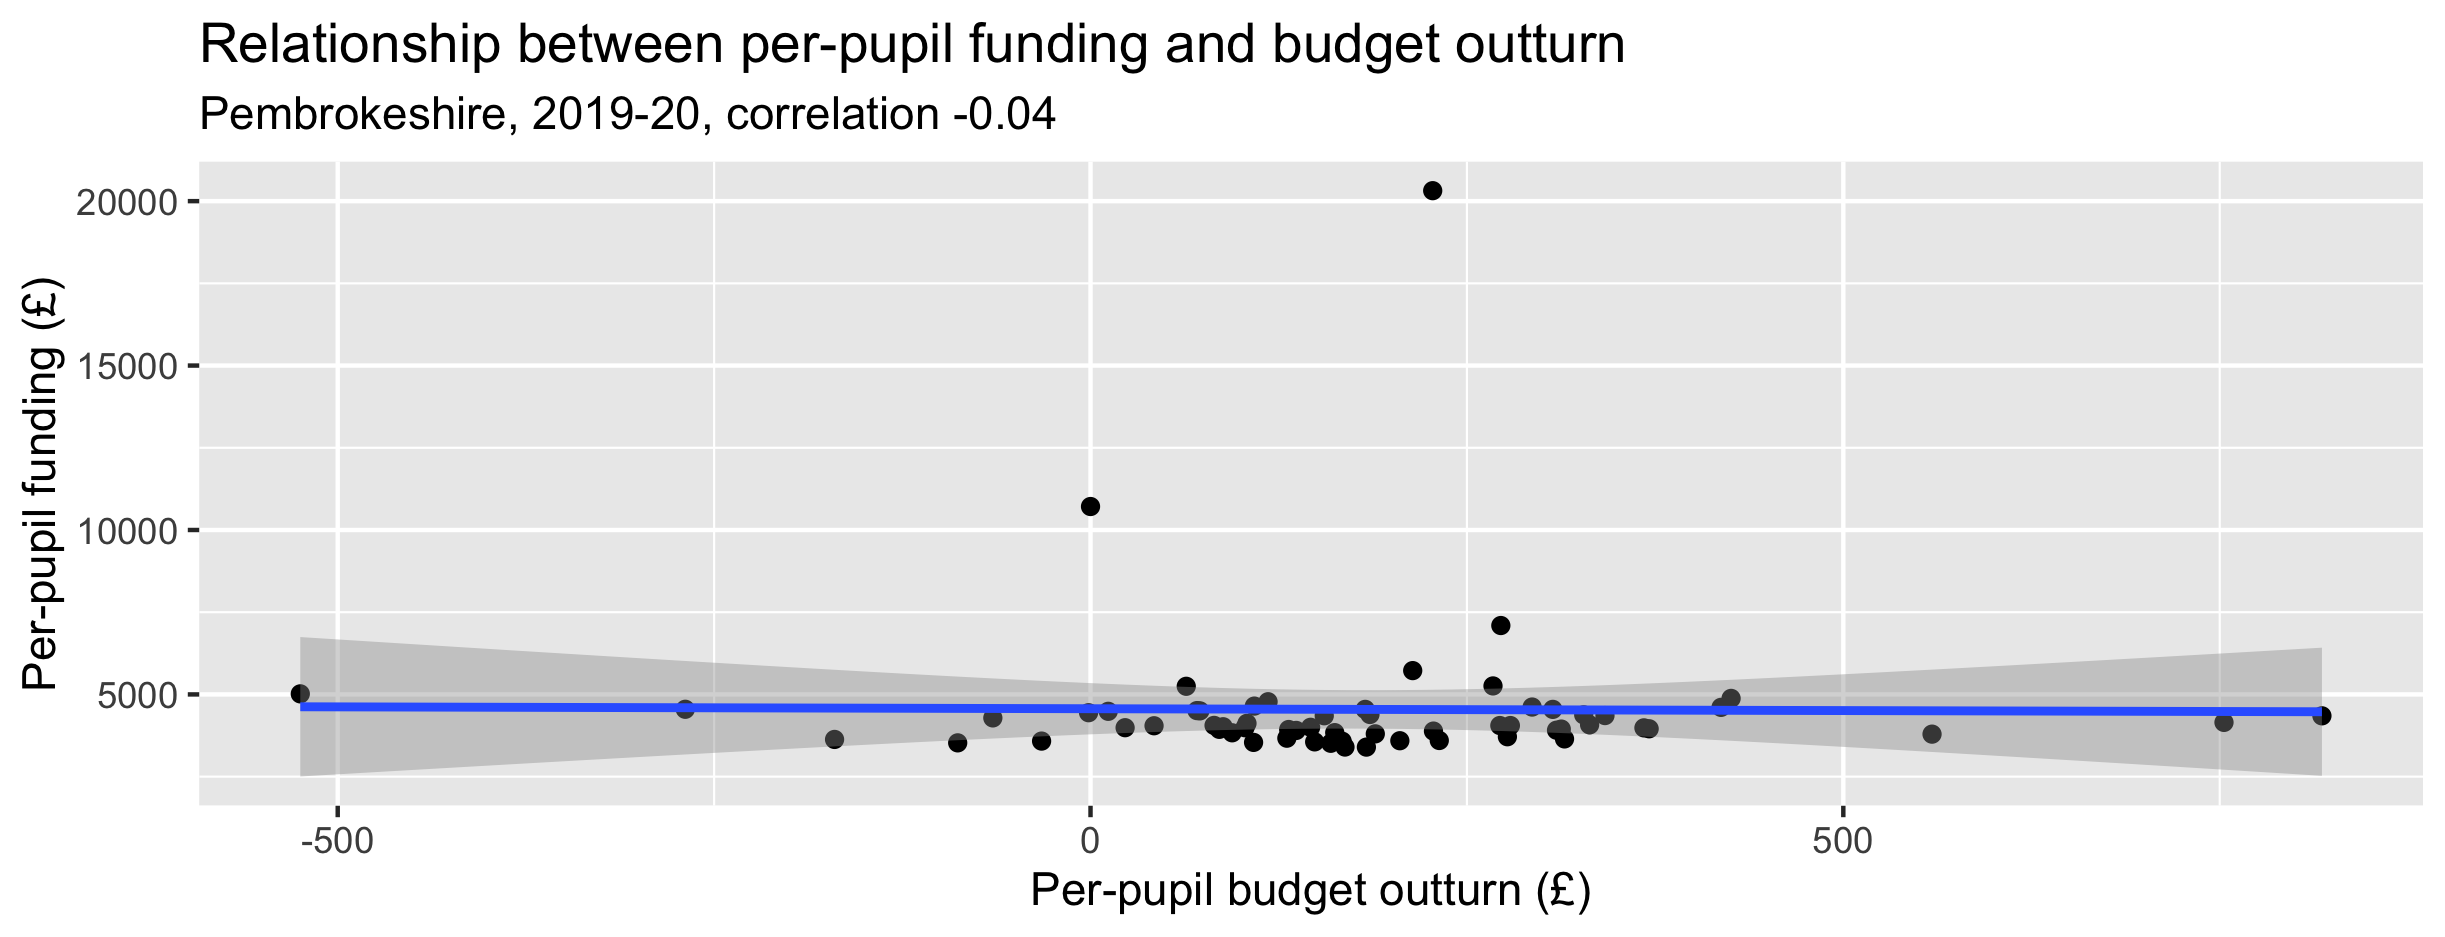 Relationship between per-pupil funding and budget outturn
Pembrokeshire, 2019-20, correlation -0.04
Per-pupil funding (£)
20000
15000
10000
5000
-500
0
500
Per-pupil budget outturn (£)